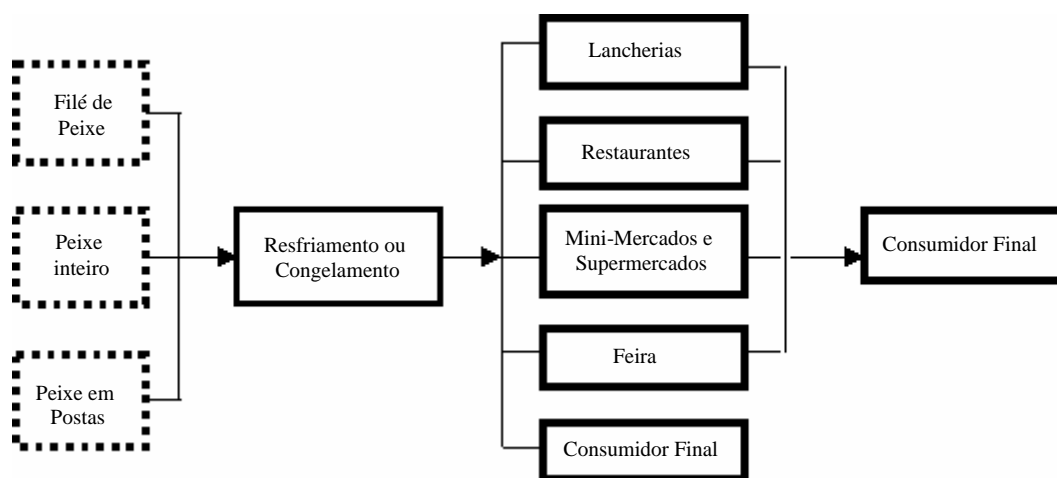 Filé de
Peixe
Peixe
inteiro
Peixe em
Postas
Resfriamento ou
Congelamento
Lancherias
Restaurantes
Mini-Mercados e
Supermercados
Feira
Consumidor Final
Consumidor Final